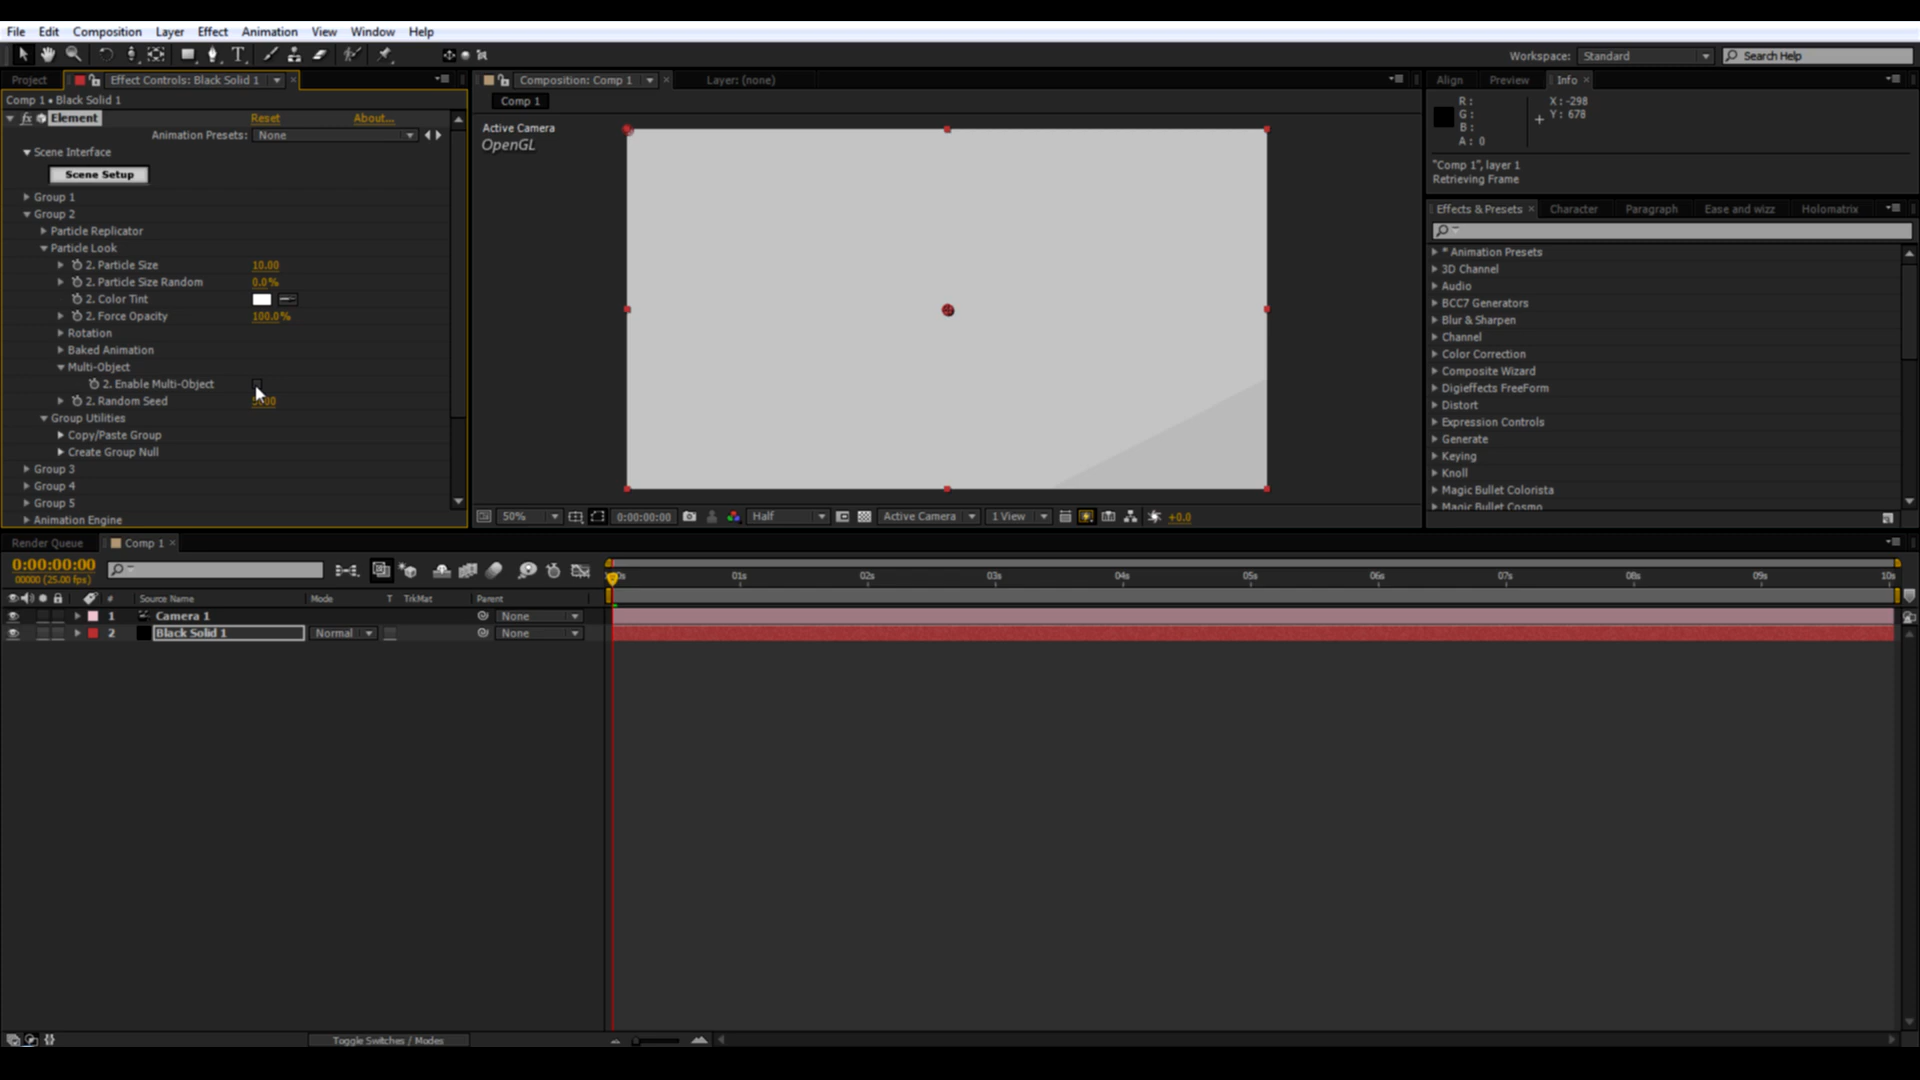 File Edit Composition Layer Effect Animation View Window Help
Workspace: Standard Search Help
Project Effect Controls: Black Solid 1
Comp 1 • Black Solid 1
fx Element Reset About...
Animation Presets: None
Scene Interface
Scene Setup
Group 1
Group 2
Particle Replicator
Particle Look
2. Particle Size 10.00
2. Particle Size Random 0.0%
2. Color Tint
2. Force Opacity 100.0%
Rotation
Baked Animation
Multi-Object
2. Enable Multi-Object
2. Random Seed
Group Utilities
Copy/Paste Group
Create Group Null
Group 3
Group 4
Group 5
Animation Engine
Composition: Comp 1 Layer: (none)
Comp 1
Active Camera
OpenGL
50% 0:00:00:00 Half Active Camera 1 View +0.0
Align Preview Info
R: X: -298
G: Y: 678
B:
A: 0
"Comp 1", layer 1
Retrieving Frame
Effects & Presets Character Paragraph Ease and wizz Holomatrix
* Animation Presets
3D Channel
Audio
BCC7 Generators
Blur & Sharpen
Channel
Color Correction
Composite Wizard
Digieffects FreeForm
Distort
Expression Controls
Generate
Keying
Knoll
Magic Bullet Colorista
Magic Bullet Cosmo
Render Queue Comp 1
0:00:00:00
00000 (25.00 fps)
01s 02s 03s 04s 05s 06s 07s 08s 09s 10s
# Source Name Mode T TrkMat Parent
1 Camera 1 None
2 Black Solid 1 Normal None
Toggle Switches / Modes